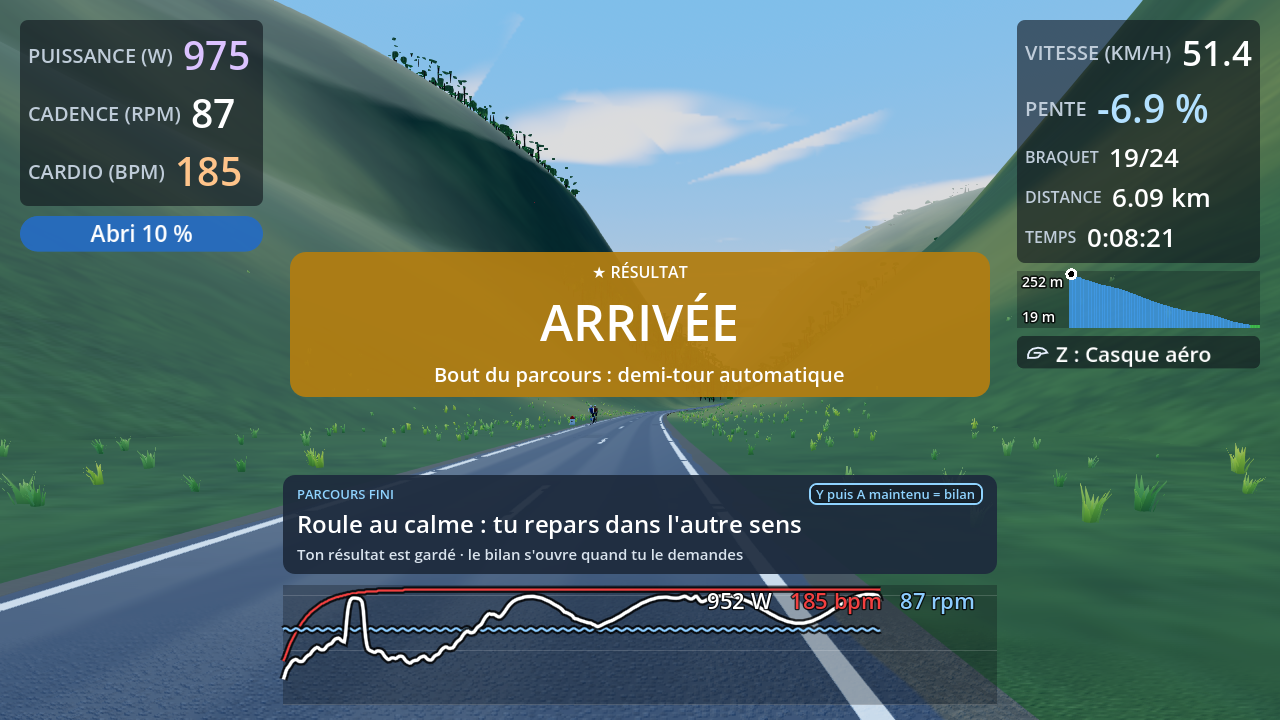 PUISSANCE (W) 975
CADENCE (RPM) 87
CARDIO (BPM) 185
Abri 10 %
VITESSE (KM/H) 51.4
PENTE -6.9 %
BRAQUET 19/24
DISTANCE 6.09 km
TEMPS 0:08:21
252 m
19 m
Z : Casque aéro
★ RÉSULTAT
ARRIVÉE
Bout du parcours : demi-tour automatique
PARCOURS FINI
Y puis A maintenu = bilan
Roule au calme : tu repars dans l'autre sens
Ton résultat est gardé · le bilan s'ouvre quand tu le demandes
952 W 185 bpm 87 rpm